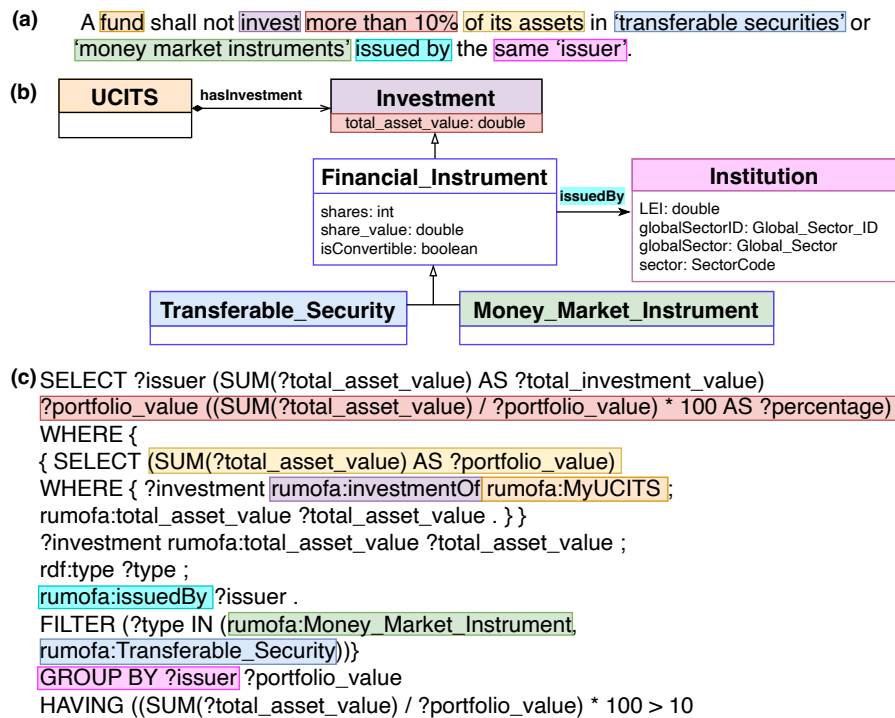 (a) A fund shall not invest more than 10% of its assets in ‘transferable securities’ or
‘money market instruments’ issued by the same ‘issuer’.
(b)
UCITS
hasInvestment
Investment
total_asset_value: double
Financial_Instrument
shares: int
share_value: double
isConvertible: boolean
issuedBy
Institution
LEI: double
globalSectorID: Global_Sector_ID
globalSector: Global_Sector
sector: SectorCode
Transferable_Security
Money_Market_Instrument
(c) SELECT ?issuer (SUM(?total_asset_value) AS ?total_investment_value)
?portfolio_value ((SUM(?total_asset_value) / ?portfolio_value) * 100 AS ?percentage)
WHERE {
{ SELECT (SUM(?total_asset_value) AS ?portfolio_value)
WHERE { ?investment rumofa:investmentOf rumofa:MyUCITS ;
rumofa:total_asset_value ?total_asset_value . } }
?investment rumofa:total_asset_value ?total_asset_value ;
rdf:type ?type ;
rumofa:issuedBy ?issuer .
FILTER (?type IN (rumofa:Money_Market_Instrument,
rumofa:Transferable_Security))}
GROUP BY ?issuer ?portfolio_value
HAVING ((SUM(?total_asset_value) / ?portfolio_value) * 100 > 10